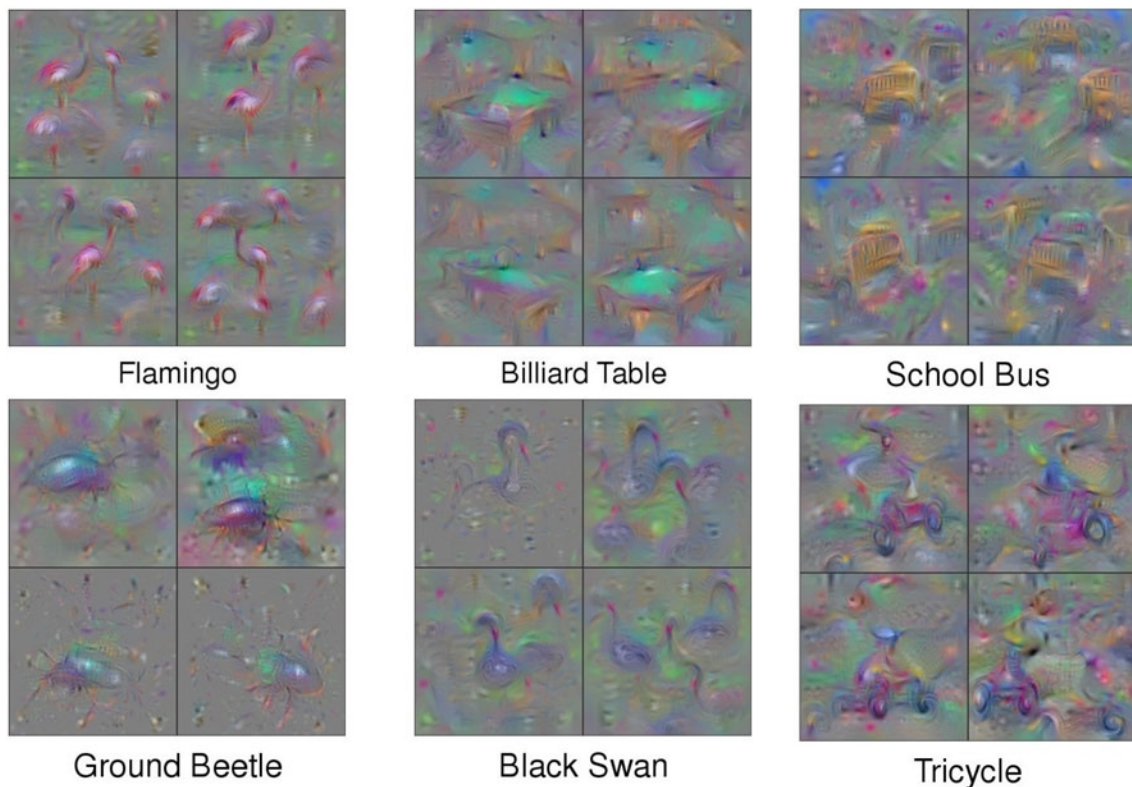 Flamingo
Billiard Table
School Bus
Ground Beetle
Black Swan
Tricycle